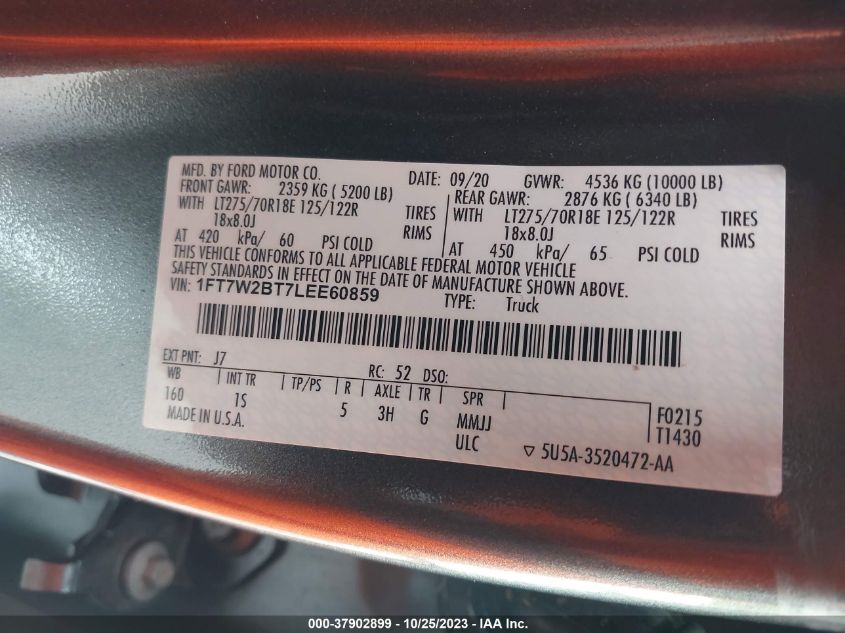 MFD. BY FORD MOTOR CO. DATE: 09/20 GVWR: 4536 KG (10000 LB)
FRONT GAWR: 2359 KG ( 5200 LB) REAR GAWR: 2876 KG ( 6340 LB)
WITH LT275/70R18E 125/122R TIRES WITH LT275/70R18E 125/122R TIRES
18x8.0J RIMS 18x8.0J RIMS
AT 420 kPa/ 60 PSI COLD AT 450 kPa/ 65 PSI COLD
THIS VEHICLE CONFORMS TO ALL APPLICABLE FEDERAL MOTOR VEHICLE
SAFETY STANDARDS IN EFFECT ON THE DATE OF MANUFACTURE SHOWN ABOVE.
VIN: 1FT7W2BT7LEE60859 TYPE: Truck
EXT PNT: J7 RC: 52 DSO:
WB INT TR TP/PS R AXLE TR SPR
160 1S 5 3H G MMJJ F0215
MADE IN U.S.A. ULC T1430
5U5A-3520472-AA
000-37902899 • 10/25/2023 • IAA Inc.